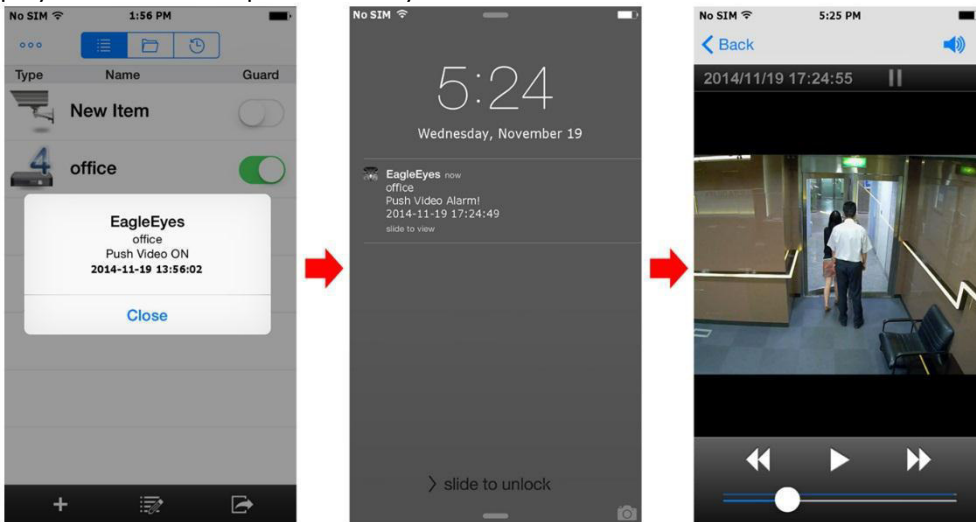 No SIM 1:56 PM
Type Name Guard
New Item
4 office
EagleEyes
office
Push Video ON
2014-11-19 13:56:02
Close
No SIM
5:24
Wednesday, November 19
EagleEyes now
office
Push Video Alarm!
2014-11-19 17:24:49
slide to view
> slide to unlock
No SIM 5:25 PM
Back
2014/11/19 17:24:55